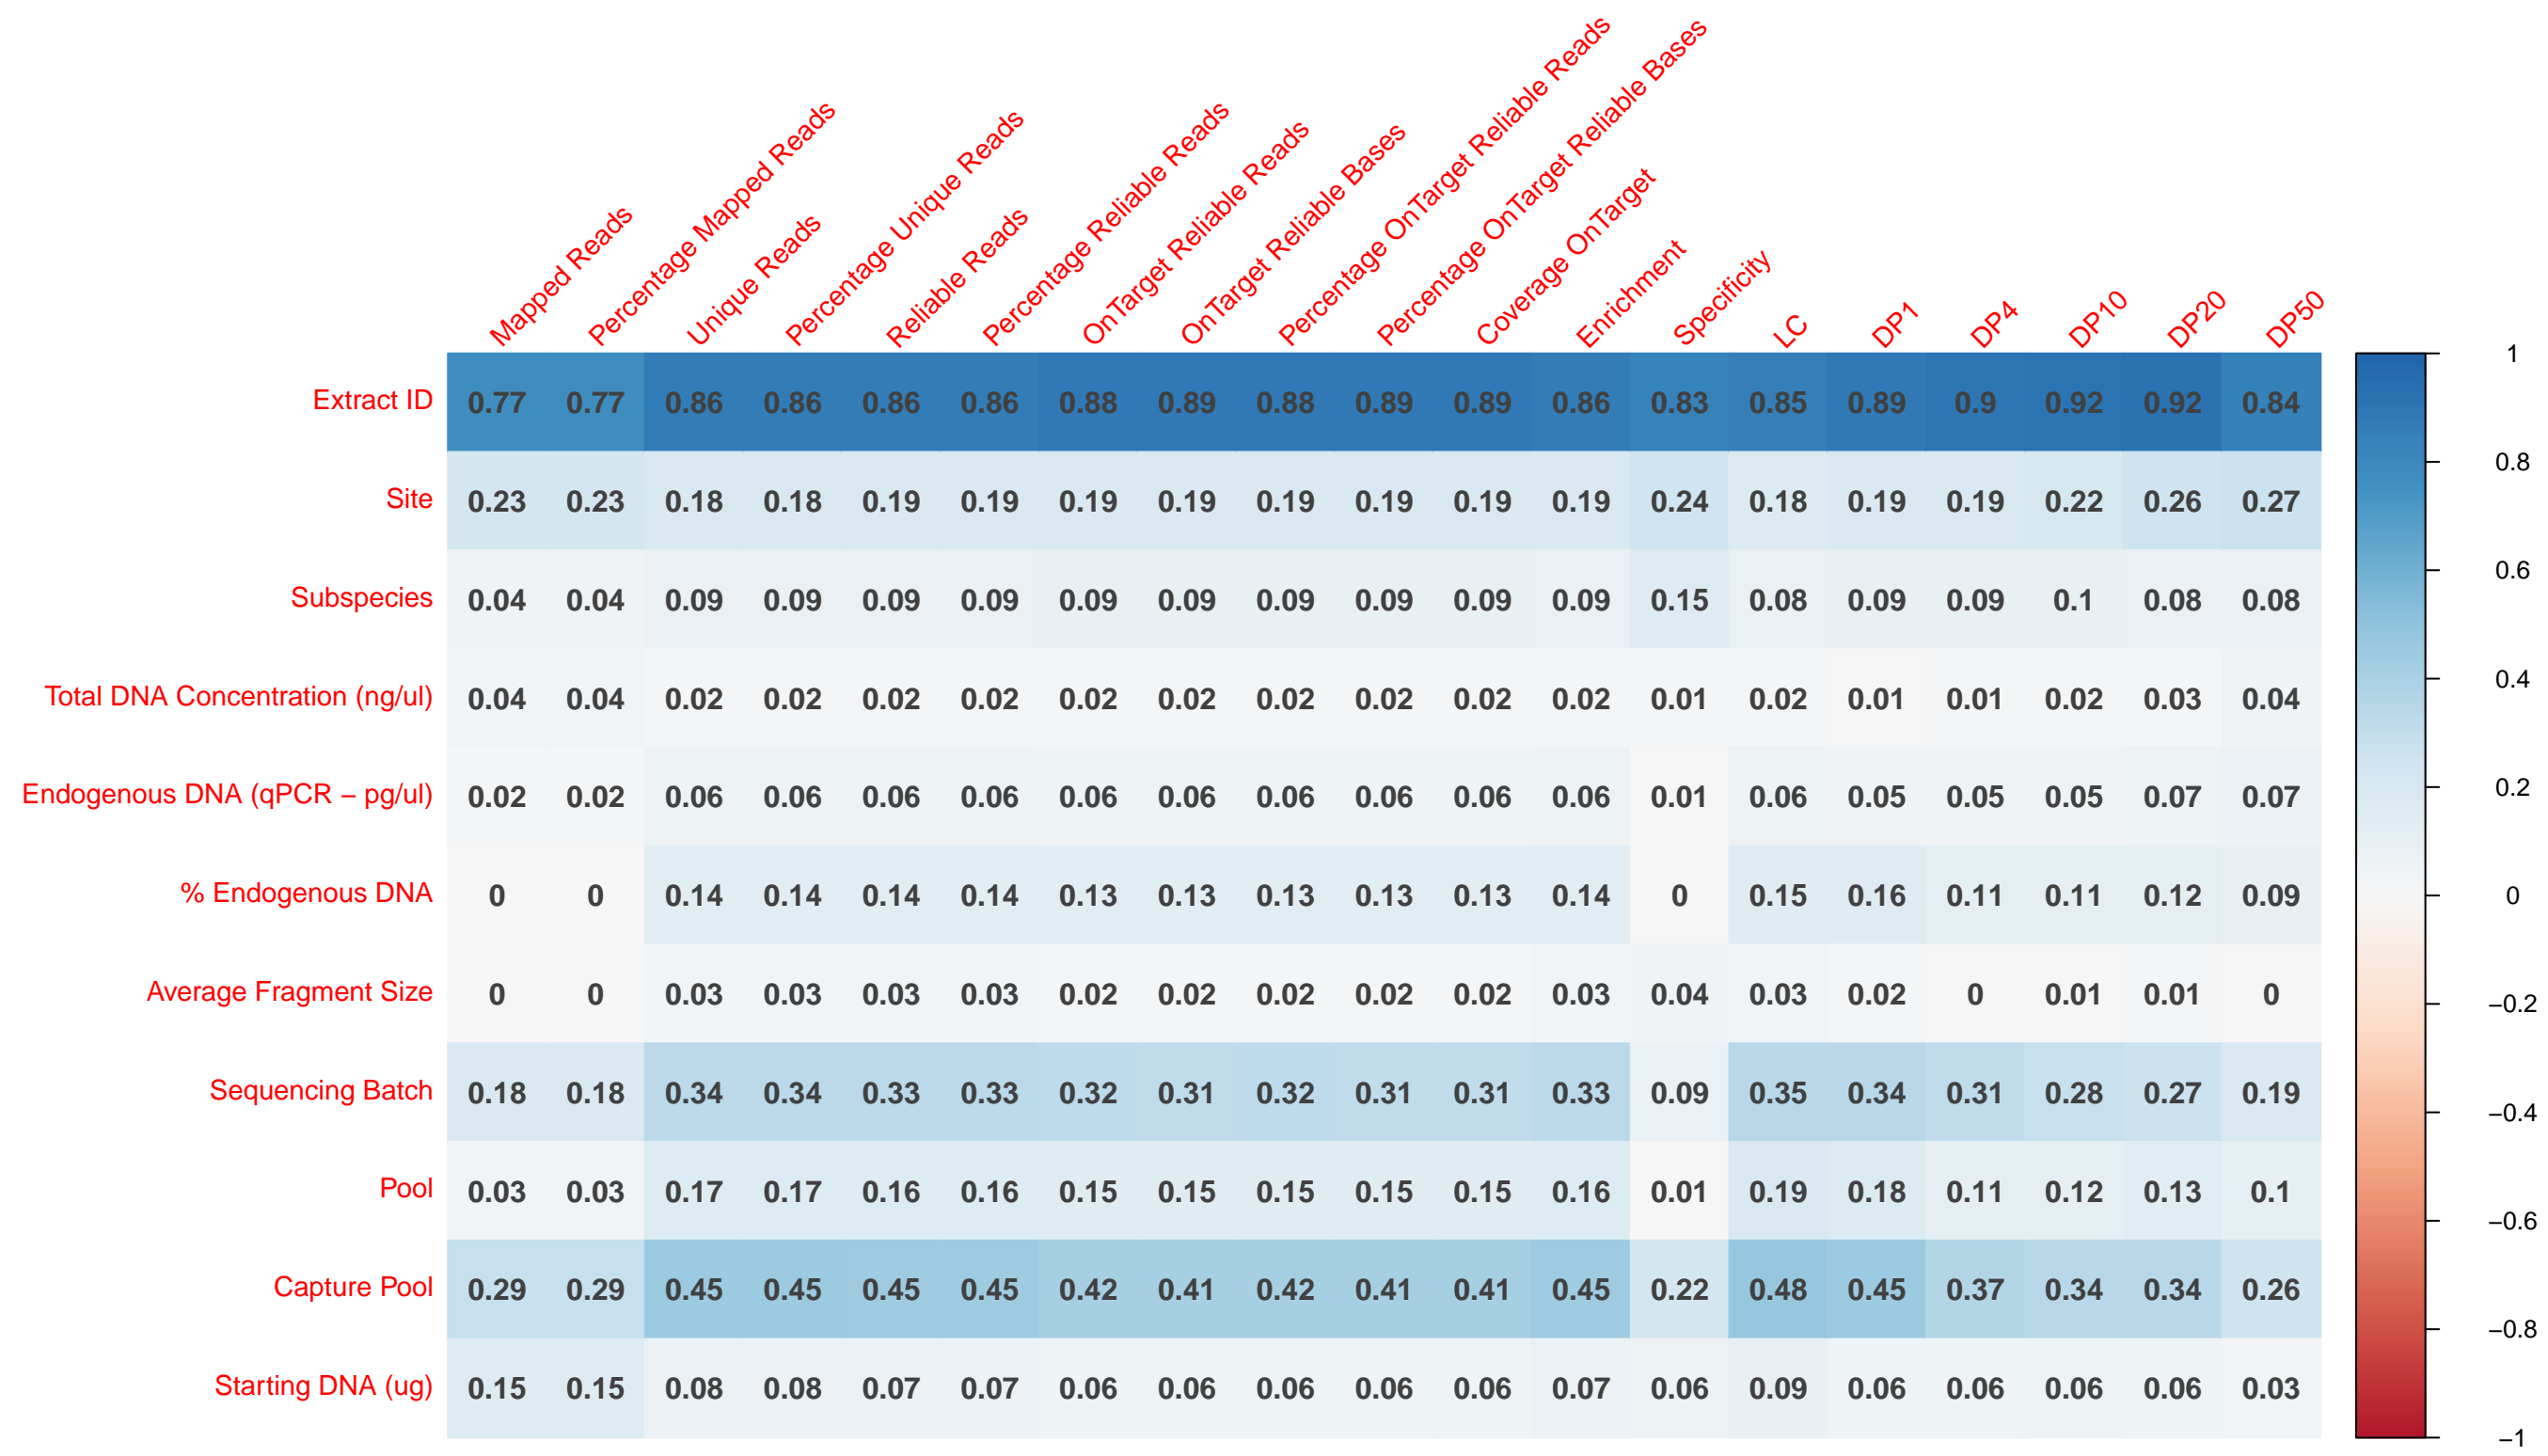 Mapped Reads
Percentage Mapped Reads
Unique Reads
Percentage Unique Reads
Reliable Reads
Percentage Reliable Reads
OnTarget Reliable Reads
OnTarget Reliable Bases
Percentage OnTarget Reliable Reads
Percentage OnTarget Reliable Bases
Coverage OnTarget
Enrichment
Specificity
LC
DP1
DP4
DP10
DP20
DP50
Extract ID 0.77 0.77 0.86 0.86 0.86 0.86 0.88 0.89 0.88 0.89 0.89 0.86 0.83 0.85 0.89 0.9 0.92 0.92 0.84
Site 0.23 0.23 0.18 0.18 0.19 0.19 0.19 0.19 0.19 0.19 0.19 0.19 0.24 0.18 0.19 0.19 0.22 0.26 0.27
Subspecies 0.04 0.04 0.09 0.09 0.09 0.09 0.09 0.09 0.09 0.09 0.09 0.09 0.15 0.08 0.09 0.09 0.1 0.08 0.08
Total DNA Concentration (ng/ul) 0.04 0.04 0.02 0.02 0.02 0.02 0.02 0.02 0.02 0.02 0.02 0.02 0.01 0.02 0.01 0.01 0.02 0.03 0.04
Endogenous DNA (qPCR − pg/ul) 0.02 0.02 0.06 0.06 0.06 0.06 0.06 0.06 0.06 0.06 0.06 0.06 0.01 0.06 0.05 0.05 0.05 0.07 0.07
% Endogenous DNA 0 0 0.14 0.14 0.14 0.14 0.13 0.13 0.13 0.13 0.13 0.14 0 0.15 0.16 0.11 0.11 0.12 0.09
Average Fragment Size 0 0 0.03 0.03 0.03 0.03 0.02 0.02 0.02 0.02 0.02 0.03 0.04 0.03 0.02 0 0.01 0.01 0
Sequencing Batch 0.18 0.18 0.34 0.34 0.33 0.33 0.32 0.31 0.32 0.31 0.31 0.33 0.09 0.35 0.34 0.31 0.28 0.27 0.19
Pool 0.03 0.03 0.17 0.17 0.16 0.16 0.15 0.15 0.15 0.15 0.15 0.16 0.01 0.19 0.18 0.11 0.12 0.13 0.1
Capture Pool 0.29 0.29 0.45 0.45 0.45 0.45 0.42 0.41 0.42 0.41 0.41 0.45 0.22 0.48 0.45 0.37 0.34 0.34 0.26
Starting DNA (ug) 0.15 0.15 0.08 0.08 0.07 0.07 0.06 0.06 0.06 0.06 0.06 0.07 0.06 0.09 0.06 0.06 0.06 0.06 0.03
1
0.8
0.6
0.4
0.2
0
−0.2
−0.4
−0.6
−0.8
−1